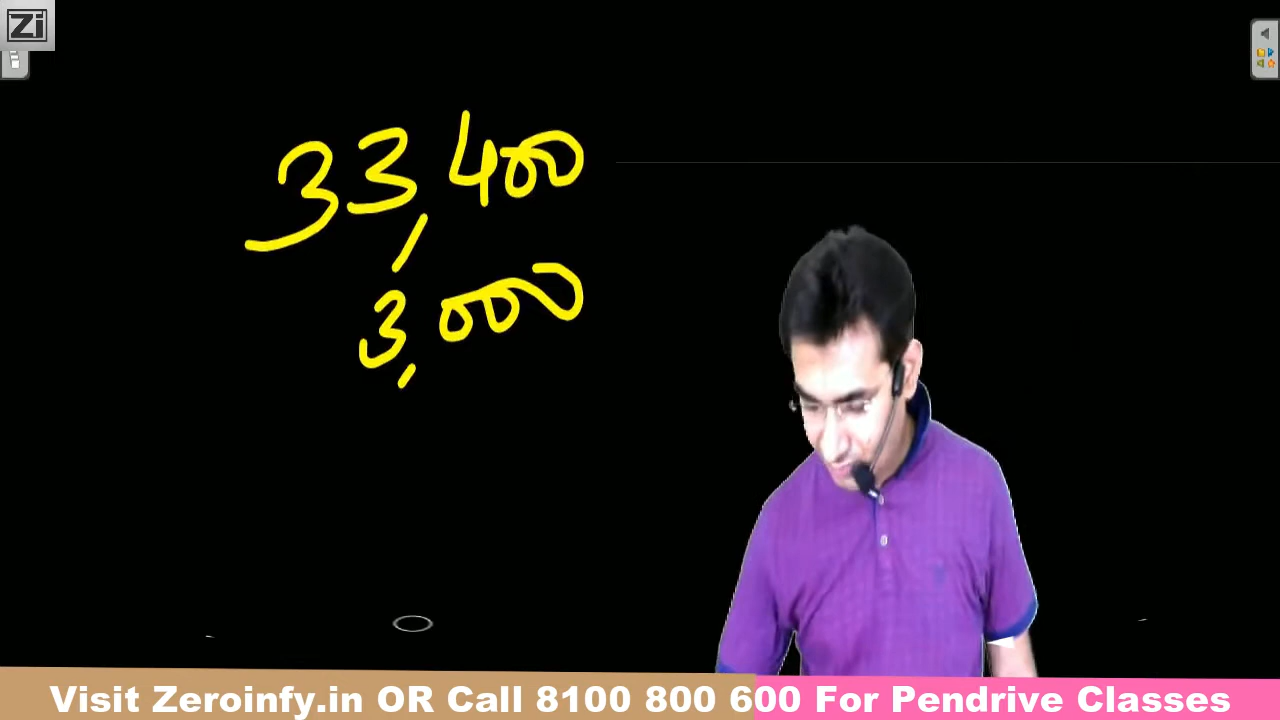 Zi
33,400
3,000
Visit Zeroinfy.in OR Call 8100 800 600 For Pendrive Classes